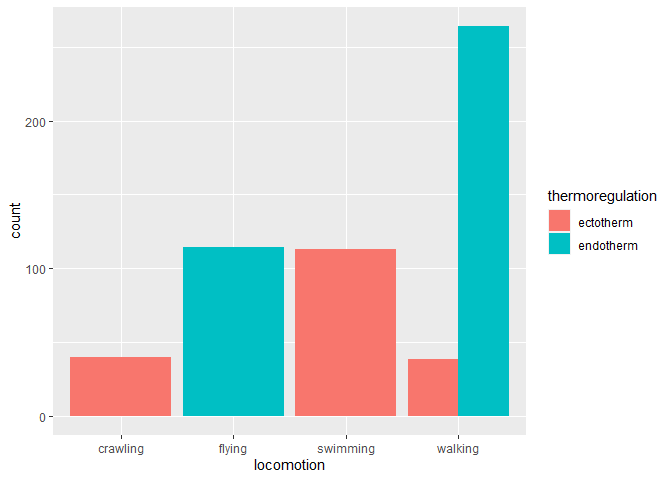 count
200
100
0
crawling
flying
swimming
walking
locomotion
thermoregulation
ectotherm
endotherm